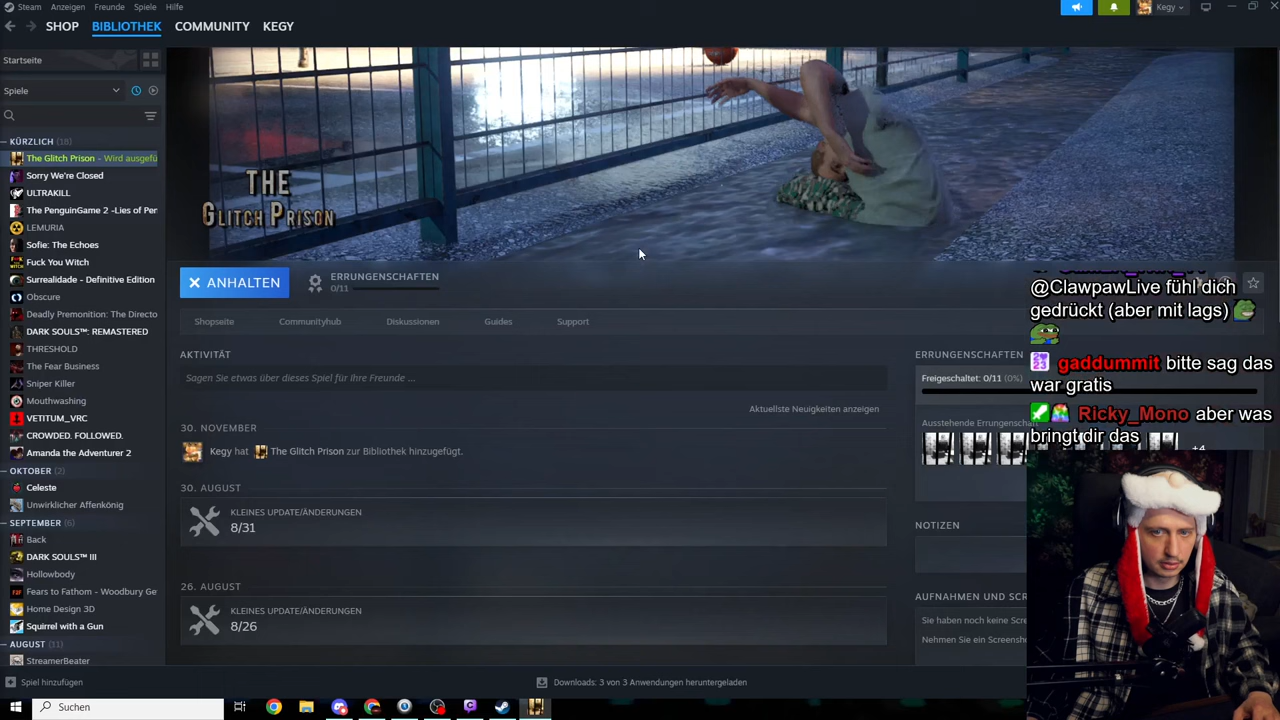 Steam Anzeigen Freunde Spiele Hilfe
Kegy
SHOP BIBLIOTHEK COMMUNITY KEGY
Startseite
Spiele
KÜRZLICH (18)
The Glitch Prison - Wird ausgefü
Sorry We're Closed
ULTRAKILL
The PenguinGame 2 -Lies of Per
LEMURIA
Sofie: The Echoes
Fuck You Witch
Surrealidade - Definitive Edition
Obscure
Deadly Premonition: The Directo
DARK SOULS™: REMASTERED
THRESHOLD
The Fear Business
Sniper Killer
Mouthwashing
VETITUM_VRC
CROWDED. FOLLOWED.
Amanda the Adventurer 2
OKTOBER (2)
Celeste
Unwirklicher Affenkönig
SEPTEMBER (6)
Back
DARK SOULS™ III
Hollowbody
Fears to Fathom - Woodbury Ge
Home Design 3D
Squirrel with a Gun
AUGUST (11)
StreamerBeater
Spiel hinzufügen
THE
GLITCH PRISON
ANHALTEN
ERRUNGENSCHAFTEN
0/11
Shopseite Communityhub Diskussionen Guides Support
AKTIVITÄT
Sagen Sie etwas über dieses Spiel für Ihre Freunde ...
Aktuellste Neuigkeiten anzeigen
30. NOVEMBER
Kegy hat The Glitch Prison zur Bibliothek hinzugefügt.
30. AUGUST
KLEINES UPDATE/ÄNDERUNGEN
8/31
26. AUGUST
KLEINES UPDATE/ÄNDERUNGEN
8/26
ERRUNGENSCHAFTEN
Freigeschaltet: 0/11 (0%)
Ausstehende Errungensch
+4
NOTIZEN
AUFNAHMEN UND SCR
Sie haben noch keine Scre
Nehmen Sie ein Screensh
@ClawpawLive fühl dich
gedrückt (aber mit lags)
gaddummit bitte sag das
war gratis
Ricky_Mono aber was
bringt dir das
Downloads: 3 von 3 Anwendungen heruntergeladen
Suchen